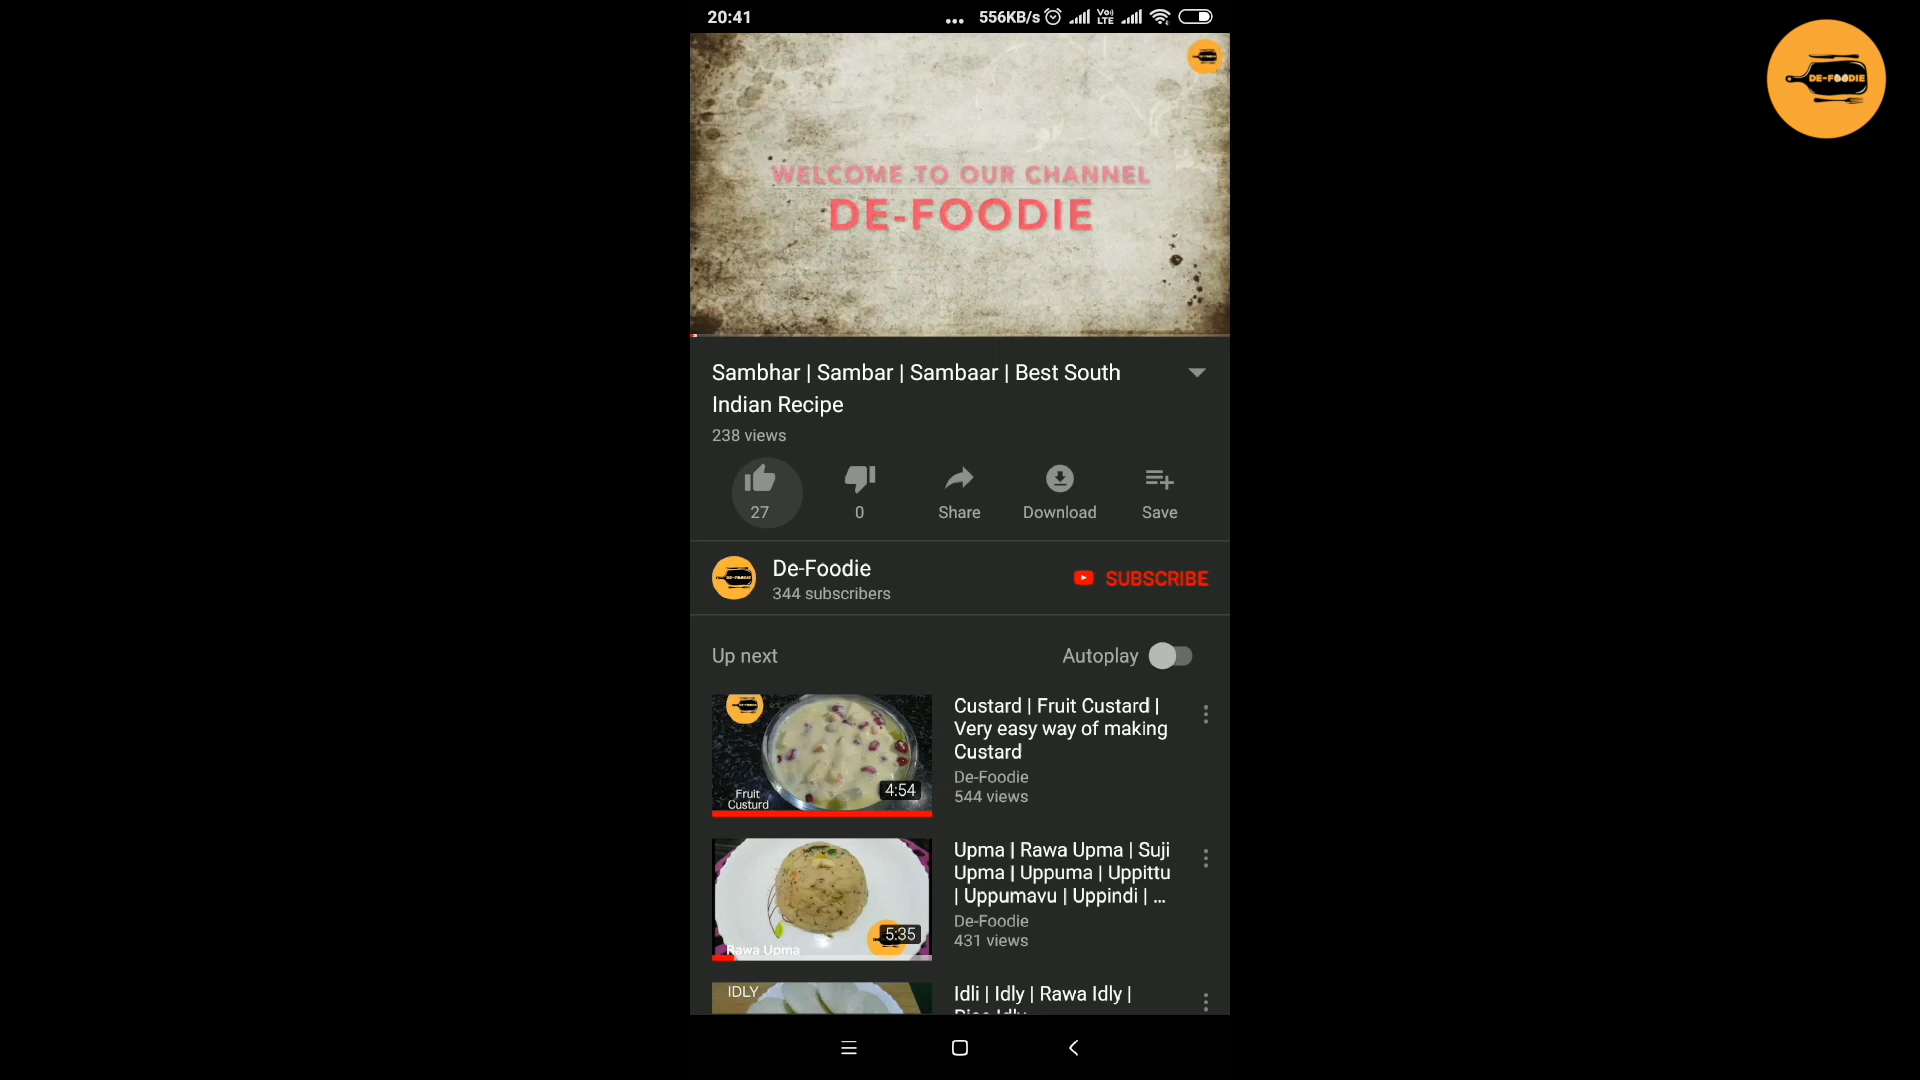 20:41
... 556KB/s Vo) LTE
WELCOME TO OUR CHANNEL
DE-FOODIE
DE-FOODIE
Sambhar | Sambar | Sambaar | Best South
Indian Recipe
238 views
27
0
Share
Download
Save
De-Foodie
344 subscribers
SUBSCRIBE
Up next
Autoplay
Fruit
Custurd
4:54
Custard | Fruit Custard |
Very easy way of making
Custard
De-Foodie
544 views
Rawa Upma
5:35
Upma | Rawa Upma | Suji
Upma | Uppuma | Uppittu
| Uppumavu | Uppindi | ...
De-Foodie
431 views
IDLY
Idli | Idly | Rawa Idly |